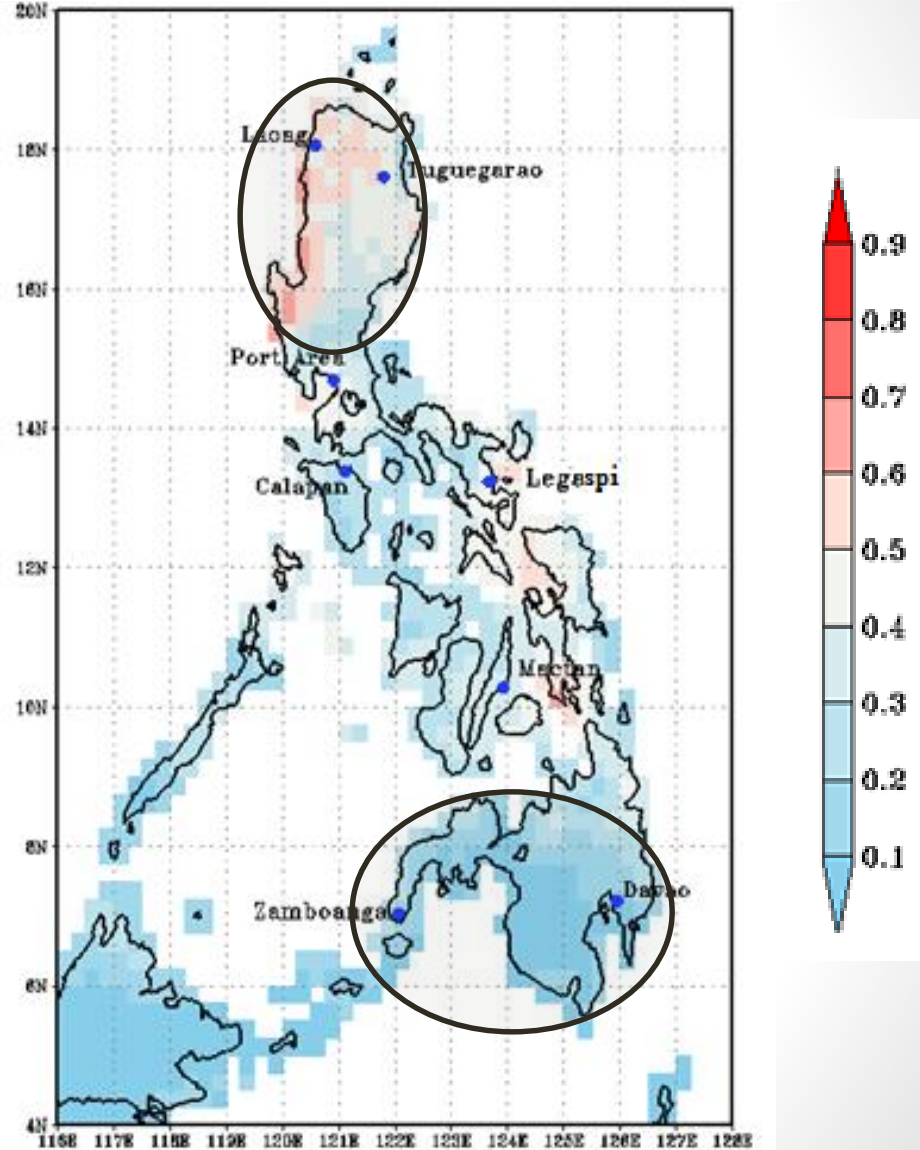 20N
18N
16N
14N
12N
10N
8N
6N
4N
Laoag
Tuguegarao
Port Area
Calapan
Legaspi
Mactan
Zamboanga
Davao
116E 117E 118E 119E 120E 121E 122E 123E 124E 125E 126E 127E 128E
0.9
0.8
0.7
0.6
0.5
0.4
0.3
0.2
0.1